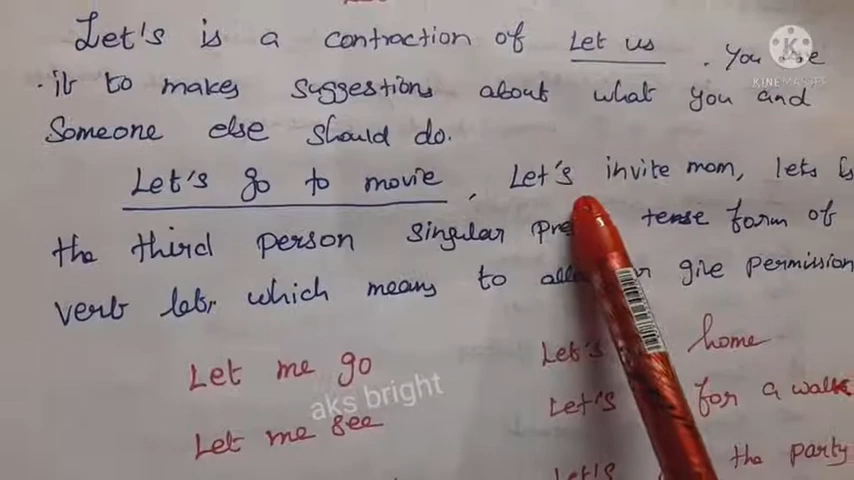 Let's is a contraction of Let us . You
KINEMASTER
it to makes suggestions about what you and
Someone else should do.
Let's go to movie , Let's invite mom, lets is
the third person singular tense form of
verb let, which means to give permission
Let me go Let's home
aks bright
Let me see Let's for a walk
Let's the party